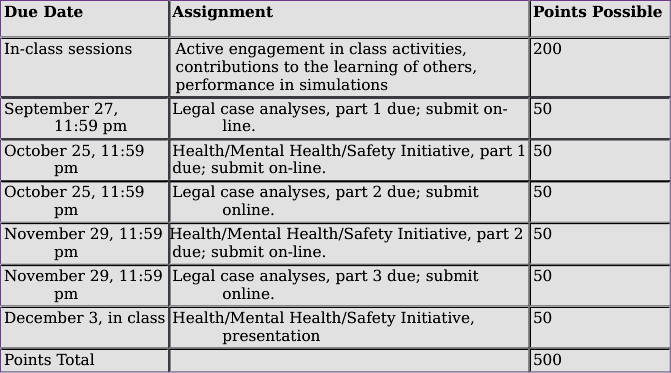 Due Date Assignment Points Possible
In-class sessions Active engagement in class activities, 200
contributions to the learning of others,
performance in simulations
September 27, Legal case analyses, part 1 due; submit on- 50
11:59 pm line.
October 25, 11:59 Health/Mental Health/Safety Initiative, part 1 50
pm due; submit on-line.
October 25, 11:59 Legal case analyses, part 2 due; submit 50
pm online.
November 29, 11:59 Health/Mental Health/Safety Initiative, part 2 50
pm due; submit on-line.
November 29, 11:59 Legal case analyses, part 3 due; submit 50
pm online.
December 3, in class Health/Mental Health/Safety Initiative, 50
presentation
Points Total 500